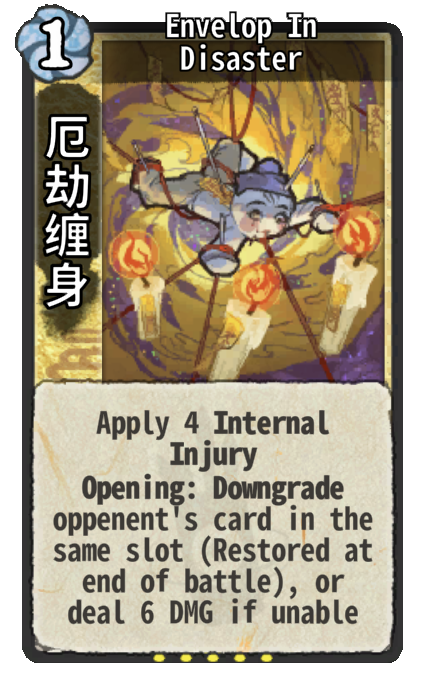 1
Envelop In
Disaster
厄劫缠身
Apply 4 Internal
Injury
Opening: Downgrade
oppenent's card in the
same slot (Restored at
end of battle), or
deal 6 DMG if unable